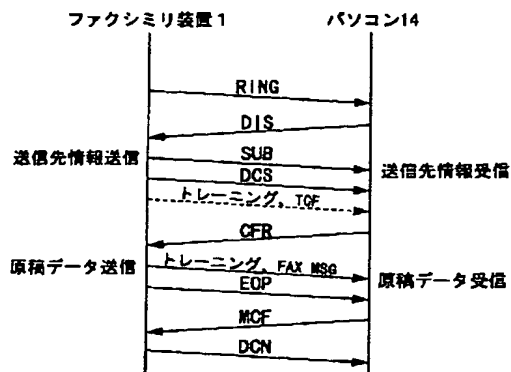 ファクシミリ装置1 パソコン14
RING
DIS
送信先情報送信 SUB 送信先情報受信
DCS
トレーニング、TCF
CFR
原稿データ送信 トレーニング、FAX MSG 原稿データ受信
EOP
MCF
DCN